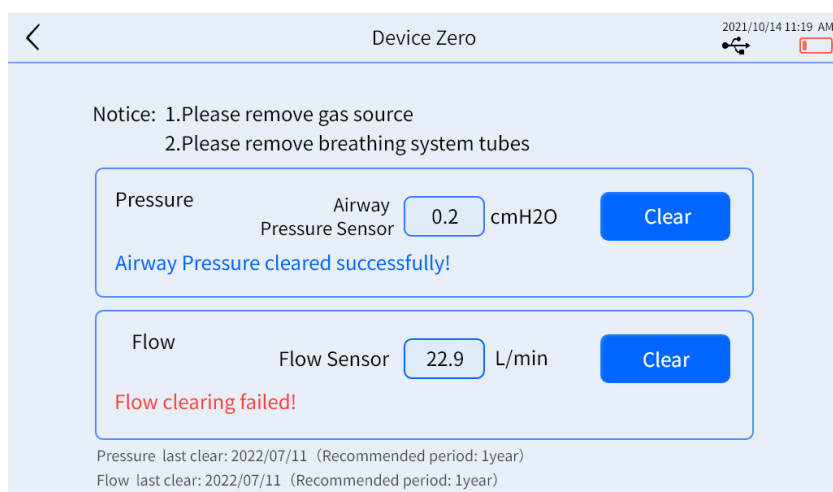 Device Zero
2021/10/14 11:19 AM
Notice: 1.Please remove gas source
2.Please remove breathing system tubes
Pressure
Airway
Pressure Sensor
0.2
cmH2O
Clear
Airway Pressure cleared successfully!
Flow
Flow Sensor
22.9
L/min
Clear
Flow clearing failed!
Pressure last clear: 2022/07/11（Recommended period: 1year）
Flow last clear: 2022/07/11（Recommended period: 1year）